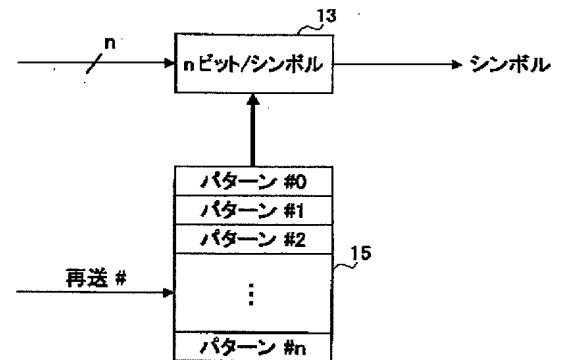 13
n
nビット/シンボル
シンボル
パターン #0
パターン #1
パターン #2
15
再送 #
⋮
パターン #n